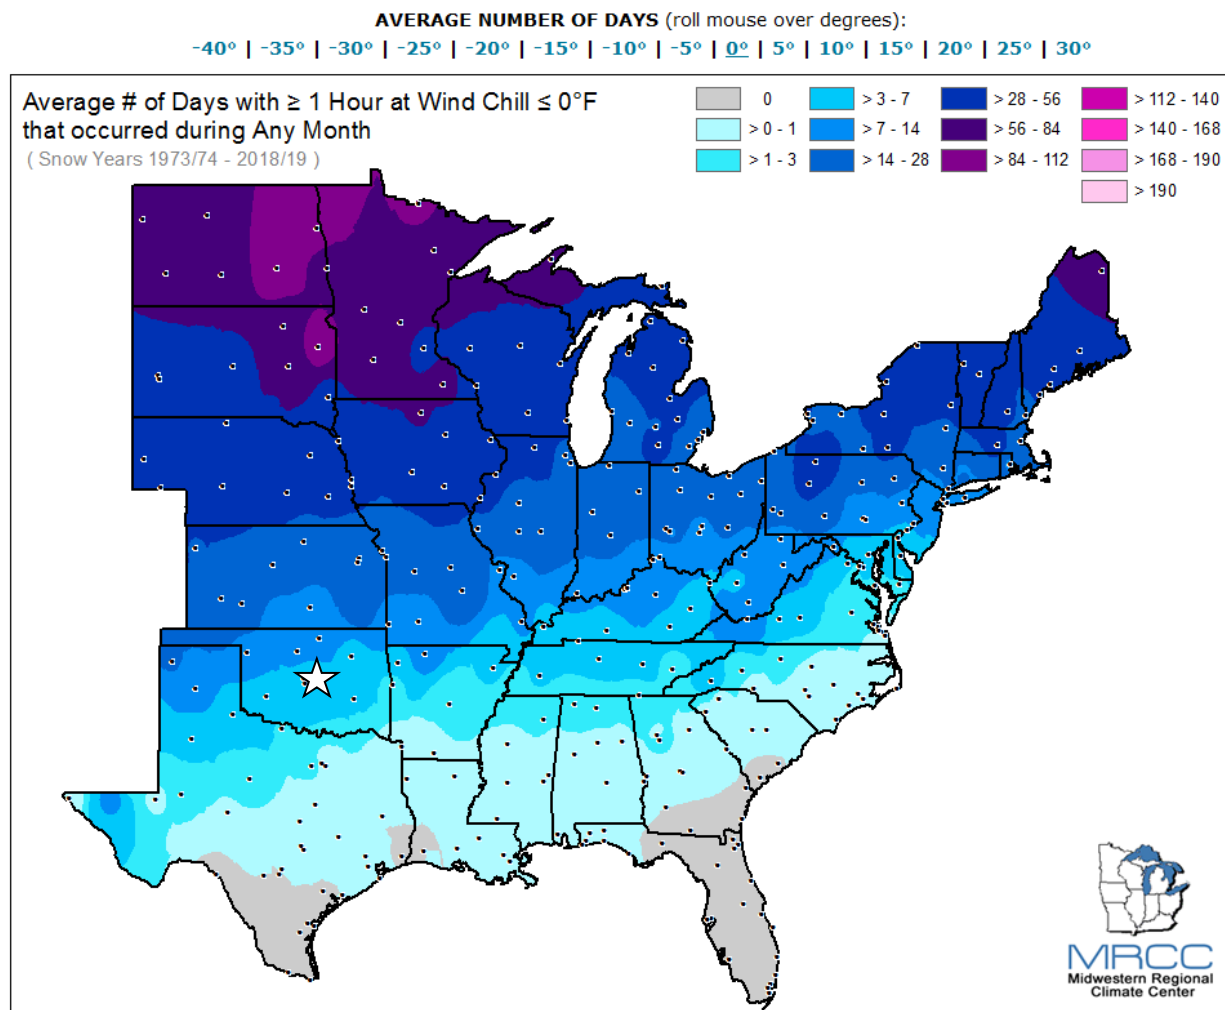 AVERAGE NUMBER OF DAYS (roll mouse over degrees):
-40° | -35° | -30° | -25° | -20° | -15° | -10° | -5° | 0° | 5° | 10° | 15° | 20° | 25° | 30°
Average # of Days with ≥ 1 Hour at Wind Chill ≤ 0°F
that occurred during Any Month
( Snow Years 1973/74 - 2018/19 )
0
> 0 - 1
> 1 - 3
> 3 - 7
> 7 - 14
> 14 - 28
> 28 - 56
> 56 - 84
> 84 - 112
> 112 - 140
> 140 - 168
> 168 - 190
> 190
MRCC
Midwestern Regional
Climate Center